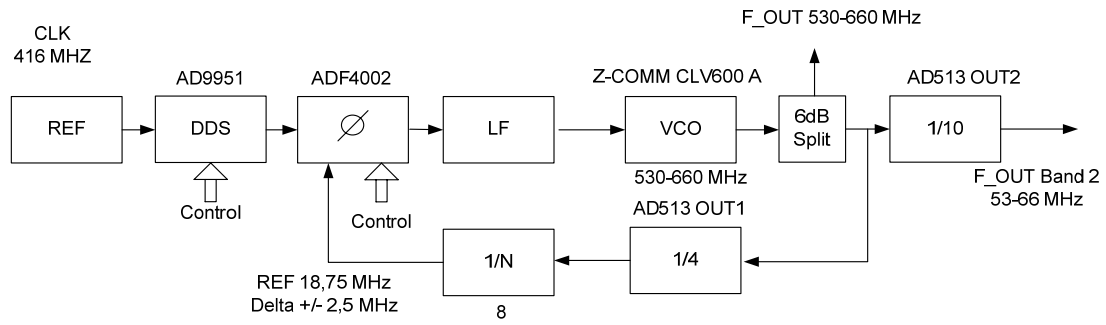 F_OUT 530-660 MHz
CLK
416 MHZ
AD9951
ADF4002
Z-COMM CLV600 A
AD513 OUT2
REF
DDS
Ø
LF
VCO
6dB
Split
1/10
Control
Control
530-660 MHz
F_OUT Band 2
53-66 MHz
AD513 OUT1
1/N
1/4
REF 18,75 MHz
Delta +/- 2,5 MHz
8